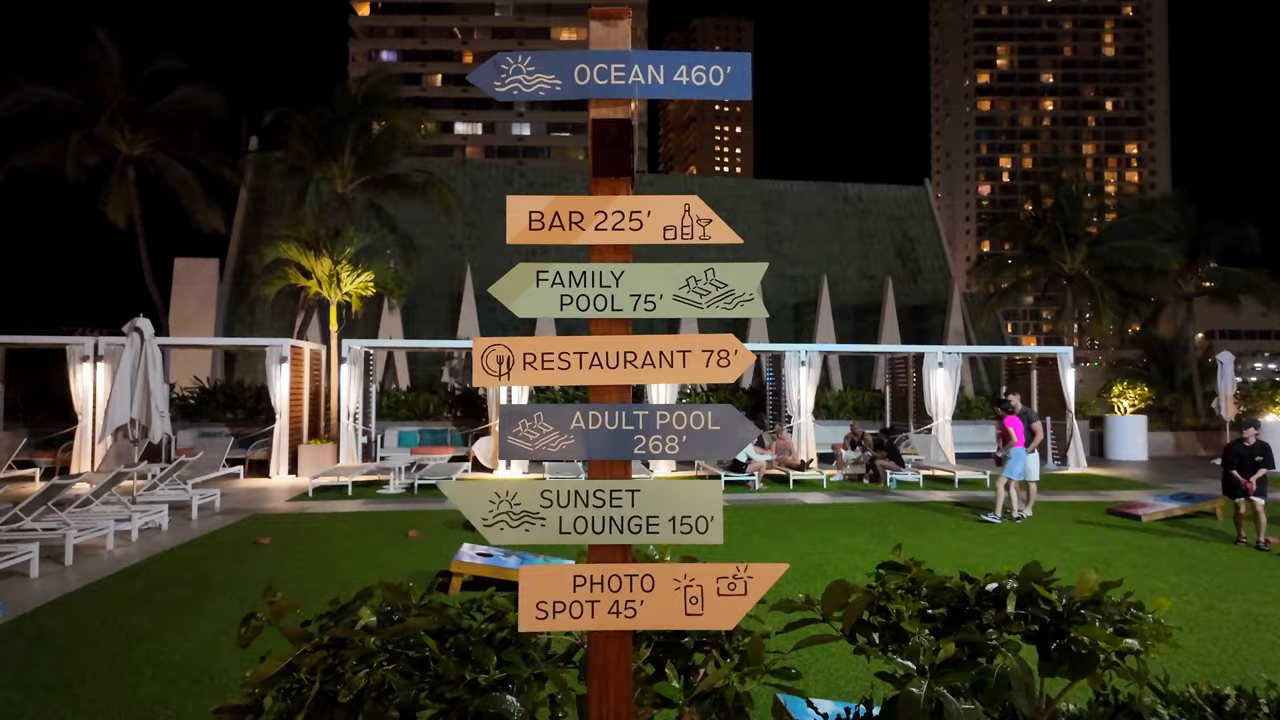 OCEAN 460'
BAR 225'
FAMILY
POOL 75'
RESTAURANT 78'
ADULT POOL
268'
SUNSET
LOUNGE 150'
PHOTO
SPOT 45'